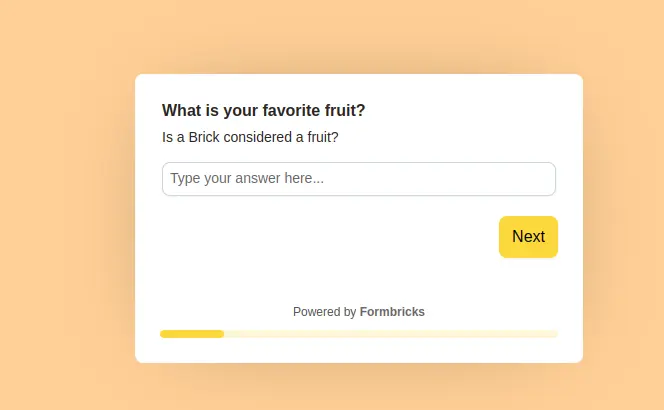 What is your favorite fruit?
Is a Brick considered a fruit?
Type your answer here...
Next
Powered by Formbricks